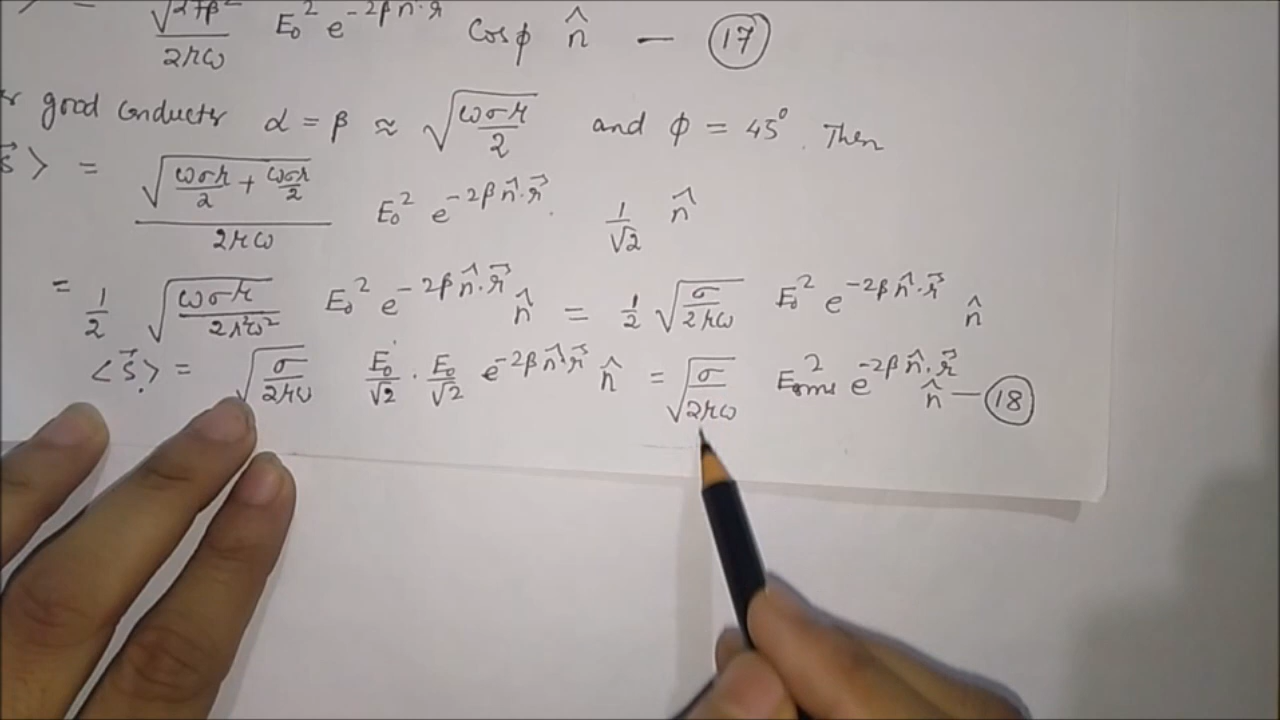 √(α²+β²)/2μω E₀² e^(-2β n̂·r⃗) Cosφ n̂ — (17)
good conductor α = β ≈ √(ωσμ/2) and φ = 45°. Then
⟩ = √(ωσμ/2 + ωσμ/2)/2μω E₀² e^(-2β n̂·r⃗) · 1/√2 n̂
= 1/2 √(ωσμ/2μ²ω²) E₀² e^(-2β n̂·r⃗) n̂ = 1/2 √(σ/2μω) E₀² e^(-2β n̂·r⃗) n̂
⟨S⃗⟩ = √(σ/2μω) E₀/√2 · E₀/√2 e^(-2β n̂·r⃗) n̂ = √(σ/2μω) E²rms e^(-2β n̂·r⃗) n̂ — (18)